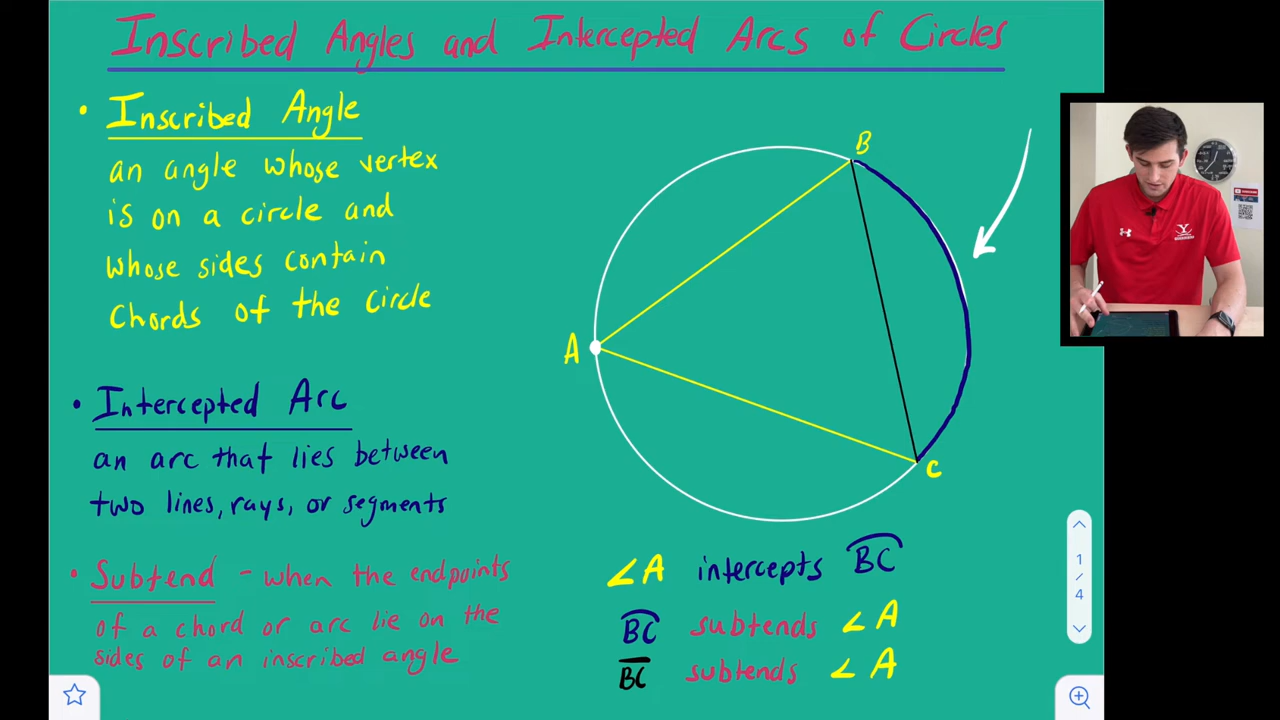 Inscribed Angles and Intercepted Arcs of Circles
• Inscribed Angle
an angle whose vertex
is on a circle and
whose sides contain
chords of the circle
• Intercepted Arc
an arc that lies between
two lines, rays, or segments
• Subtend - when the endpoints
of a chord or arc lie on the
sides of an inscribed angle
B
A
C
∠A intercepts B͡C
B͡C subtends ∠A
B̅C̅ subtends ∠A
1
/
4
Y
SUBSCRIBE